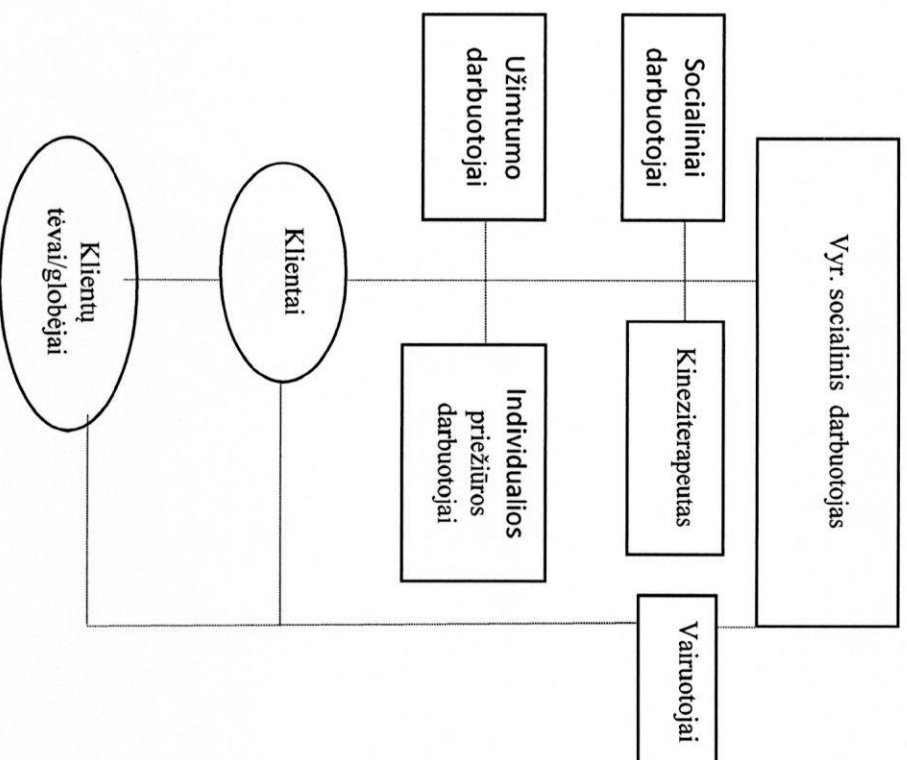 Vyr. socialinis darbuotojas
Socialiniai
darbuotojai
Kineziterapeutas
Vairuotojai
Užimtumo
darbuotojai
Individualios
priežiūros
darbuotojai
Klientai
Klientų
tėvai/globėjai